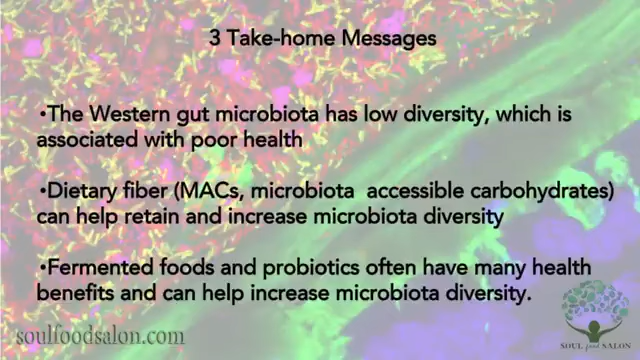 3 Take-home Messages
•The Western gut microbiota has low diversity, which is
associated with poor health
•Dietary fiber (MACs, microbiota  accessible carbohydrates)
can help retain and increase microbiota diversity
•Fermented foods and probiotics often have many health
benefits and can help increase microbiota diversity.
soulfoodsalon.com
SOUL food SALON